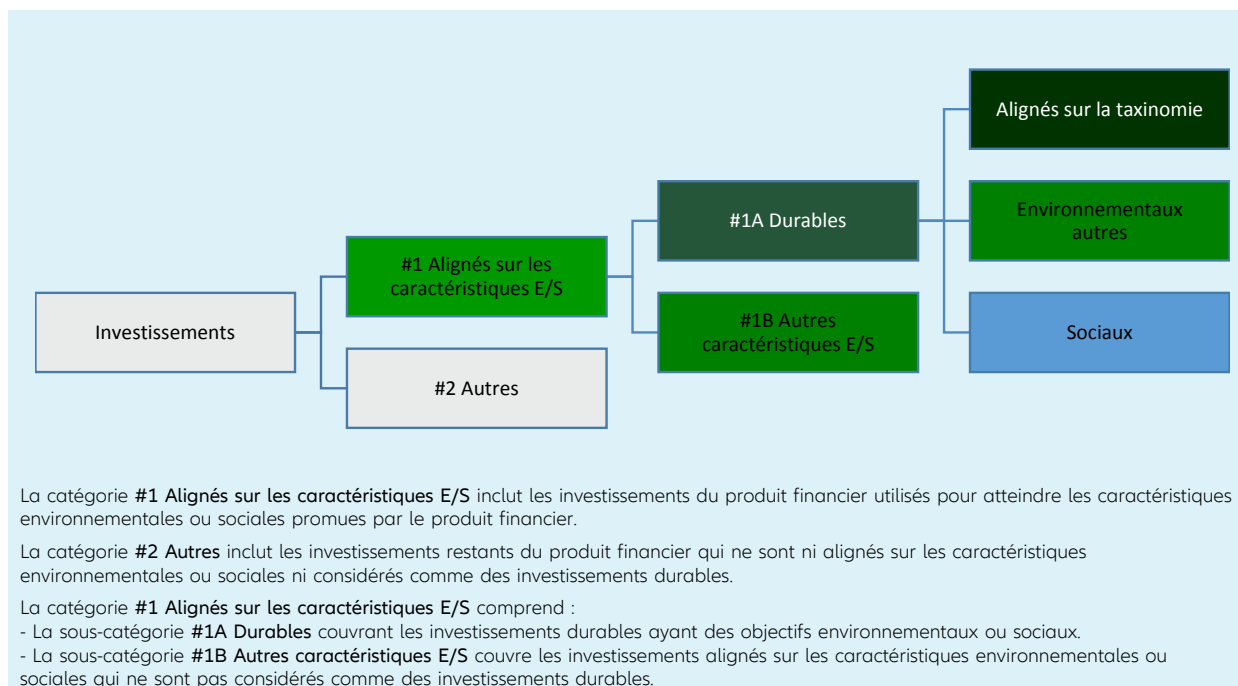 Alignés sur la taxinomie
#1A Durables
Environnementaux
autres
#1 Alignés sur les
caractéristiques E/S
Investissements
#1B Autres
caractéristiques E/S
Sociaux
#2 Autres
La catégorie #1 Alignés sur les caractéristiques E/S inclut les investissements du produit financier utilisés pour atteindre les caractéristiques
environnementales ou sociales promues par le produit financier.
La catégorie #2 Autres inclut les investissements restants du produit financier qui ne sont ni alignés sur les caractéristiques
environnementales ou sociales ni considérés comme des investissements durables.
La catégorie #1 Alignés sur les caractéristiques E/S comprend :
- La sous-catégorie #1A Durables couvrant les investissements durables ayant des objectifs environnementaux ou sociaux.
- La sous-catégorie #1B Autres caractéristiques E/S couvre les investissements alignés sur les caractéristiques environnementales ou
sociales qui ne sont pas considérés comme des investissements durables.